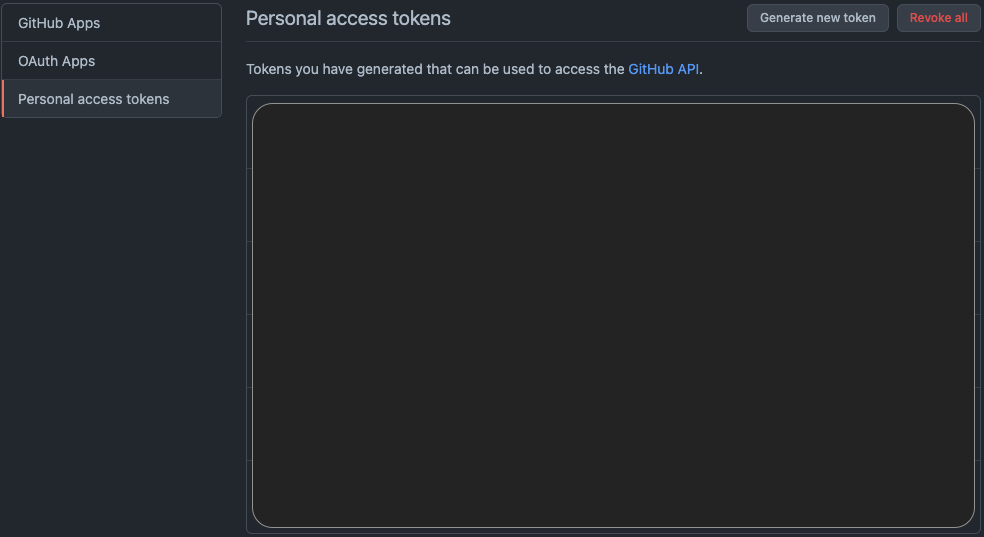 GitHub Apps
OAuth Apps
Personal access tokens
Personal access tokens
Generate new token
Revoke all
Tokens you have generated that can be used to access the GitHub API.